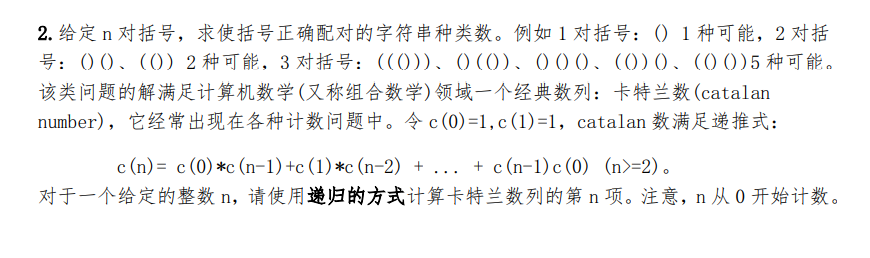 2. 给定 n 对括号，求使括号正确配对的字符串种类数。例如 1 对括号：() 1 种可能，2 对括
号：()()、(()) 2 种可能，3 对括号：((()))、()(())、()()()、(())()、(()())5 种可能。
该类问题的解满足计算机数学(又称组合数学)领域一个经典数列：卡特兰数(catalan
number)，它经常出现在各种计数问题中。令 c(0)=1,c(1)=1，catalan 数满足递推式：
c(n)= c(0)*c(n-1)+c(1)*c(n-2) + ... + c(n-1)c(0) (n>=2)。
对于一个给定的整数 n，请使用递归的方式计算卡特兰数列的第 n 项。注意，n 从 0 开始计数。